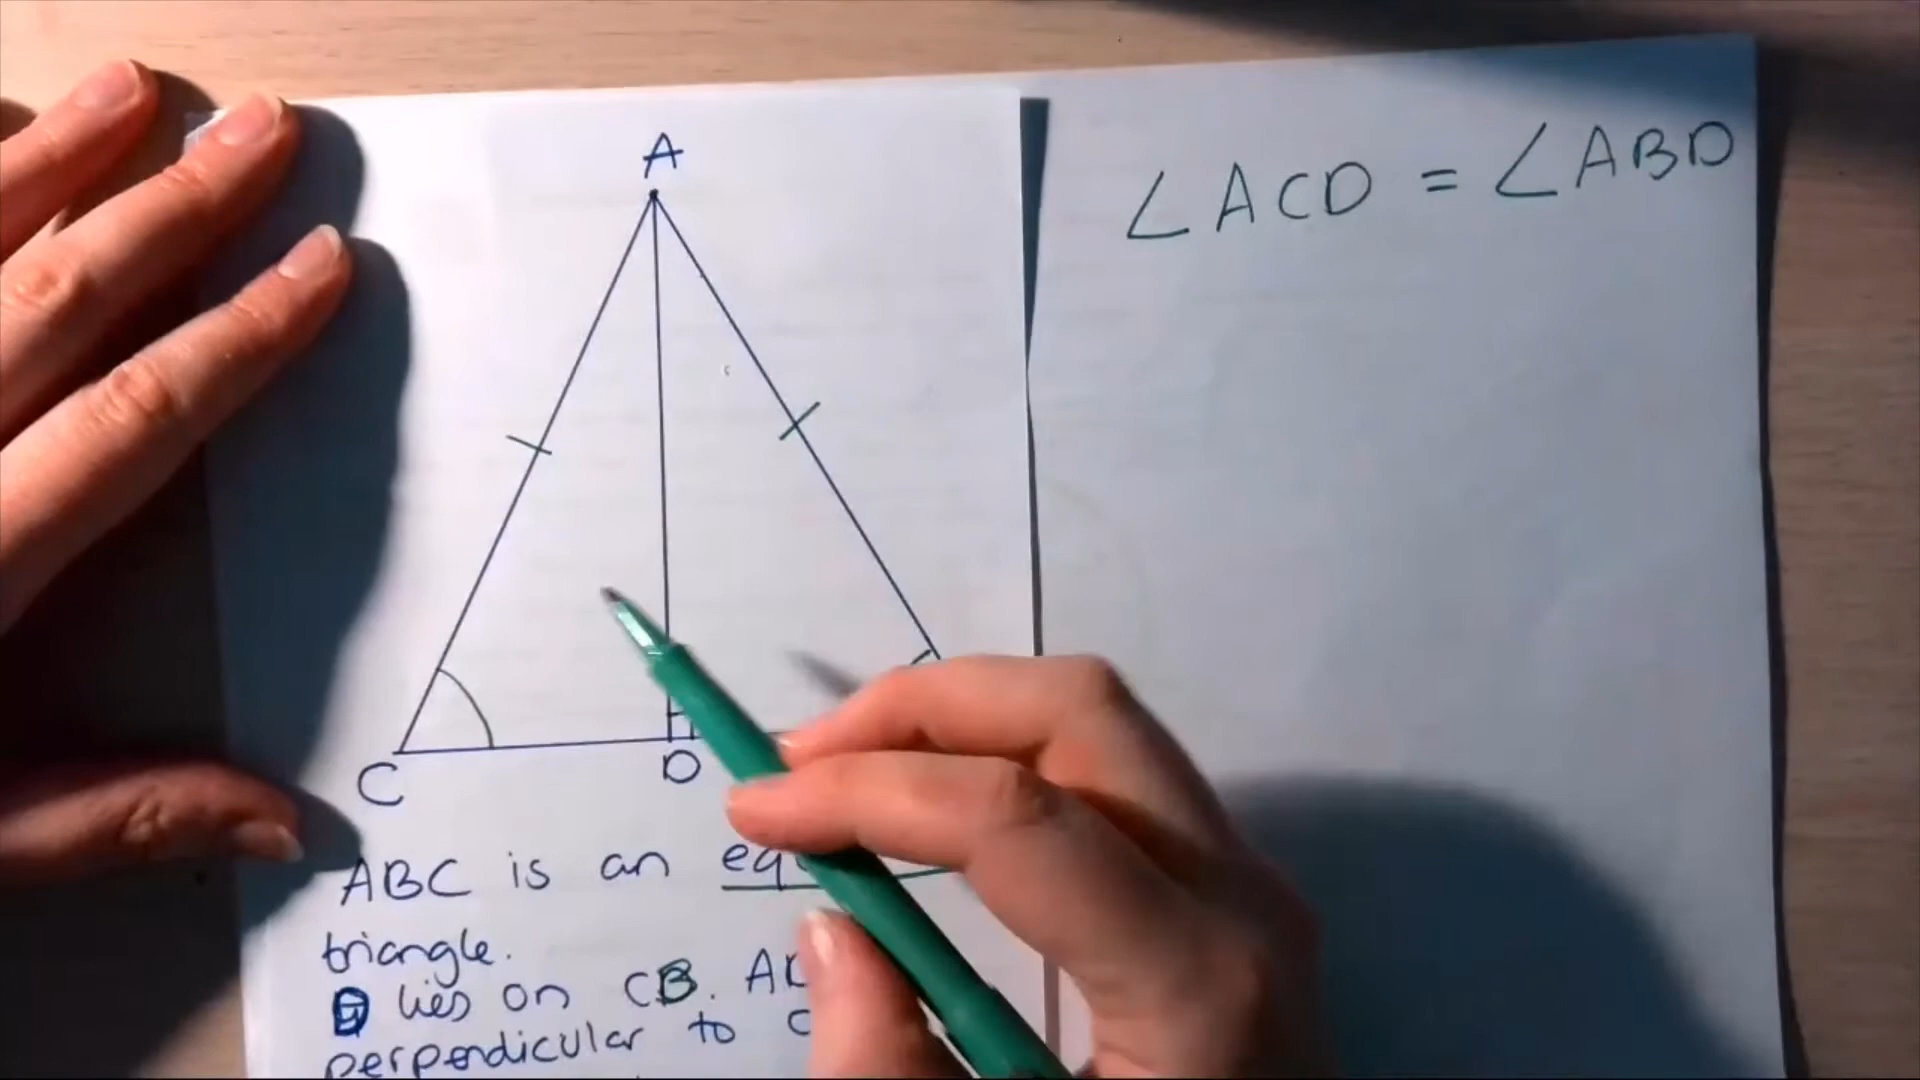 A
∠ACD = ∠ABD
C
D
ABC is an
triangle.
lies on CB.
perpendicular to